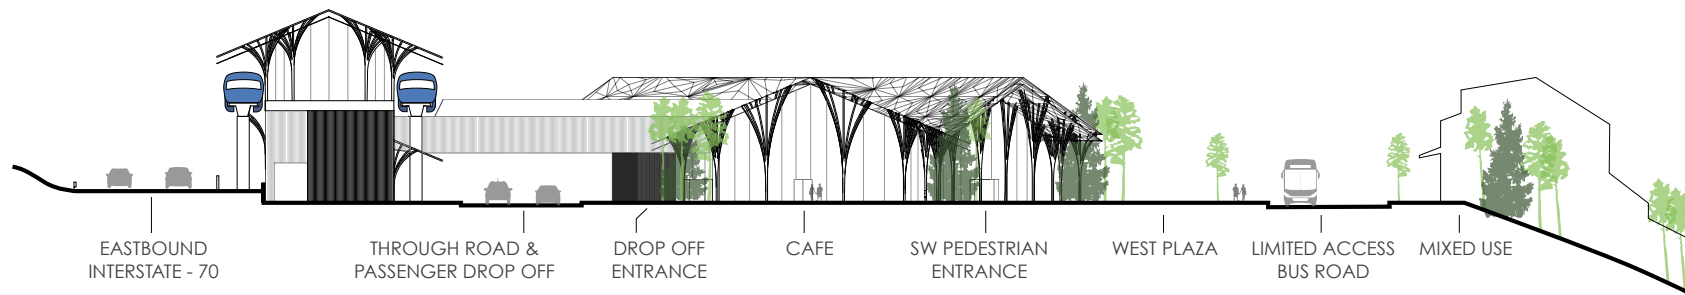 EASTBOUND
INTERSTATE - 70
THROUGH ROAD &
PASSENGER DROP OFF
DROP OFF
ENTRANCE
CAFE
SW PEDESTRIAN
ENTRANCE
WEST PLAZA
LIMITED ACCESS
BUS ROAD
MIXED USE